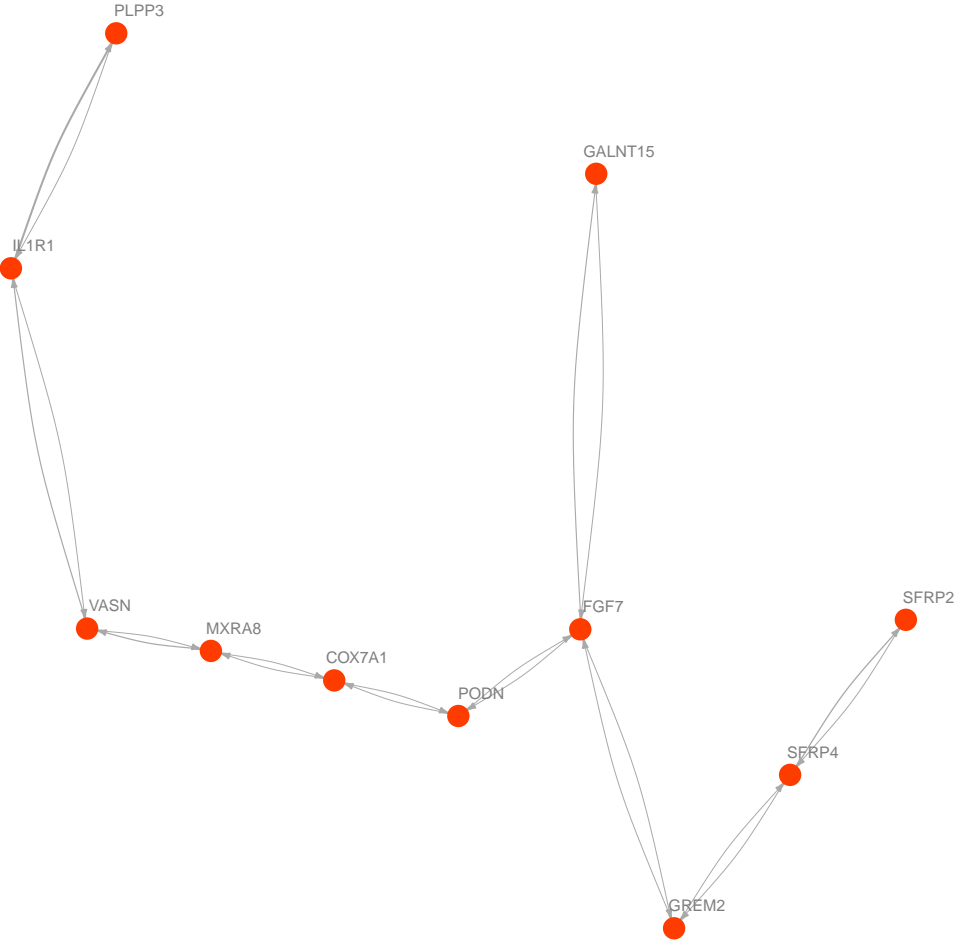 PLPP3
GALNT15
IL1R1
SFRP2
VASN
FGF7
MXRA8
COX7A1
PODN
SFRP4
GREM2